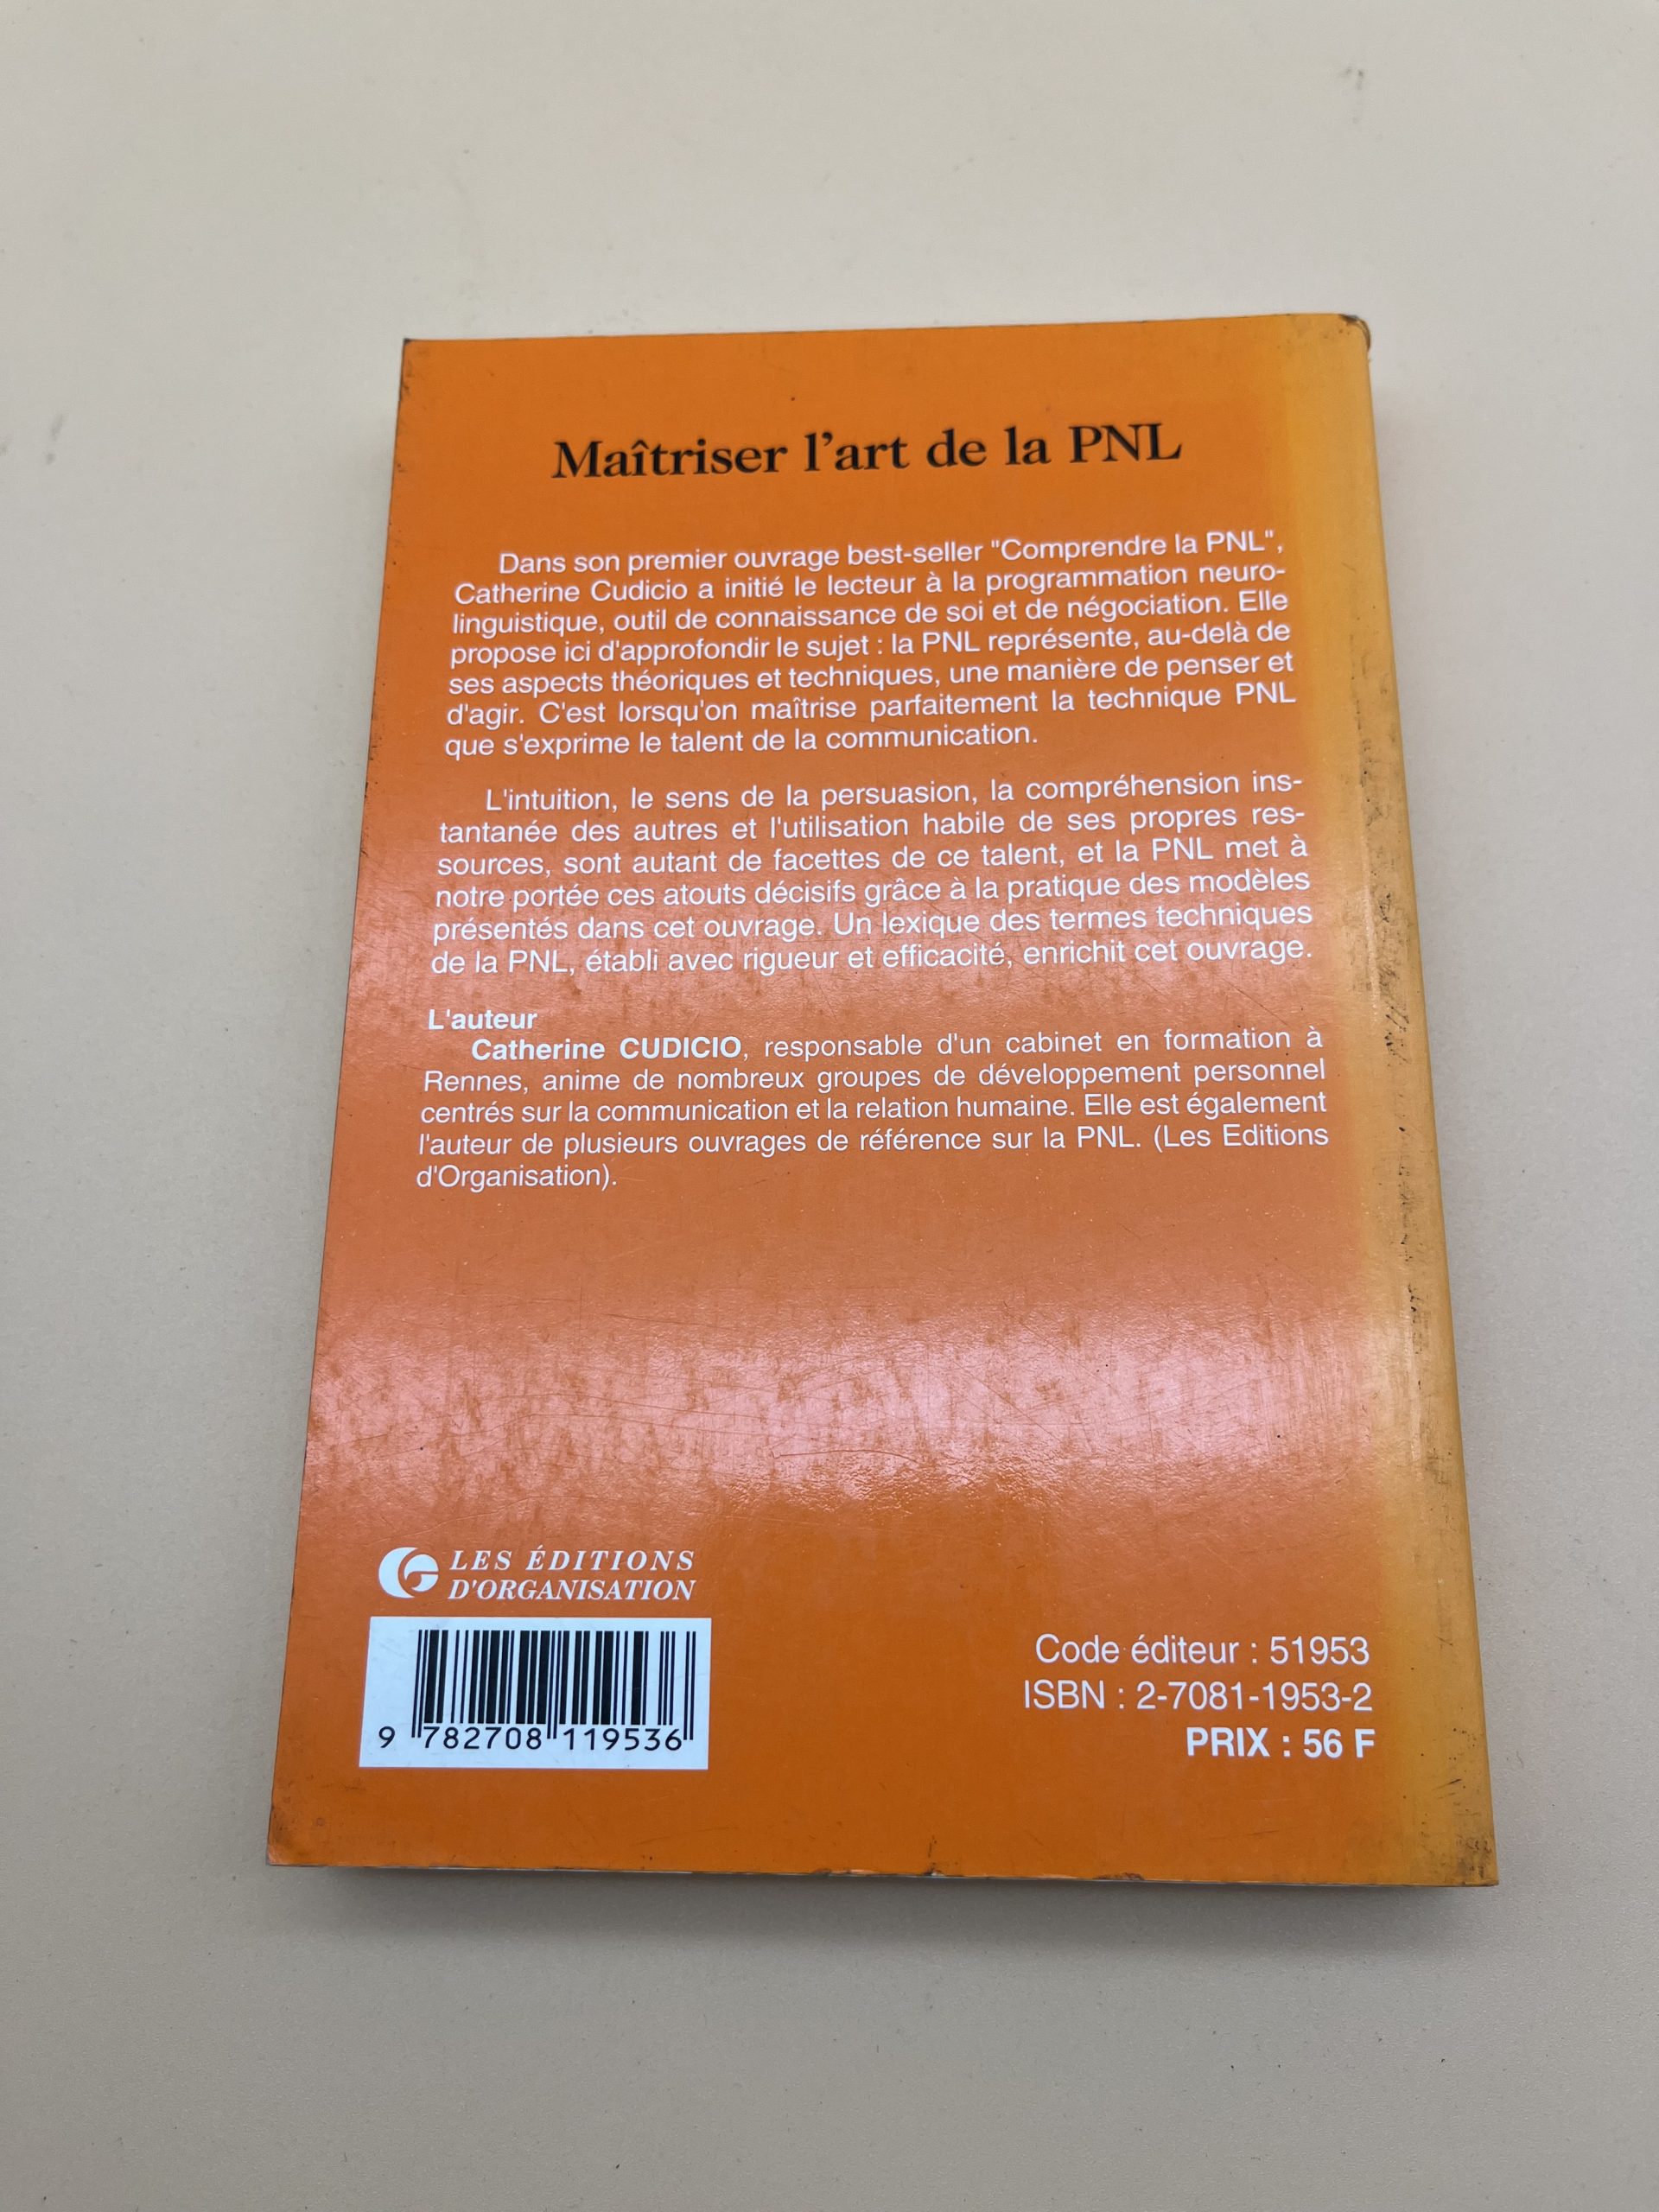 Maîtriser l'art de la PNL
Dans son premier ouvrage best-seller "Comprendre la PNL",
Catherine Cudicio a initié le lecteur à la programmation neuro-
linguistique, outil de connaissance de soi et de négociation. Elle
propose ici d'approfondir le sujet : la PNL représente, au-delà de
ses aspects théoriques et techniques, une manière de penser et
d'agir. C'est lorsqu'on maîtrise parfaitement la technique PNL
que s'exprime le talent de la communication.
L'intuition, le sens de la persuasion, la compréhension ins-
tantanée des autres et l'utilisation habile de ses propres res-
sources, sont autant de facettes de ce talent, et la PNL met à
notre portée ces atouts décisifs grâce à la pratique des modèles
présentés dans cet ouvrage. Un lexique des termes techniques
de la PNL, établi avec rigueur et efficacité, enrichit cet ouvrage.
L'auteur
Catherine CUDICIO, responsable d'un cabinet en formation à
Rennes, anime de nombreux groupes de développement personnel
centrés sur la communication et la relation humaine. Elle est également
l'auteur de plusieurs ouvrages de référence sur la PNL. (Les Editions
d'Organisation).
LES ÉDITIONS
D'ORGANISATION
9 782708 119536
Code éditeur : 51953
ISBN : 2-7081-1953-2
PRIX : 56 F